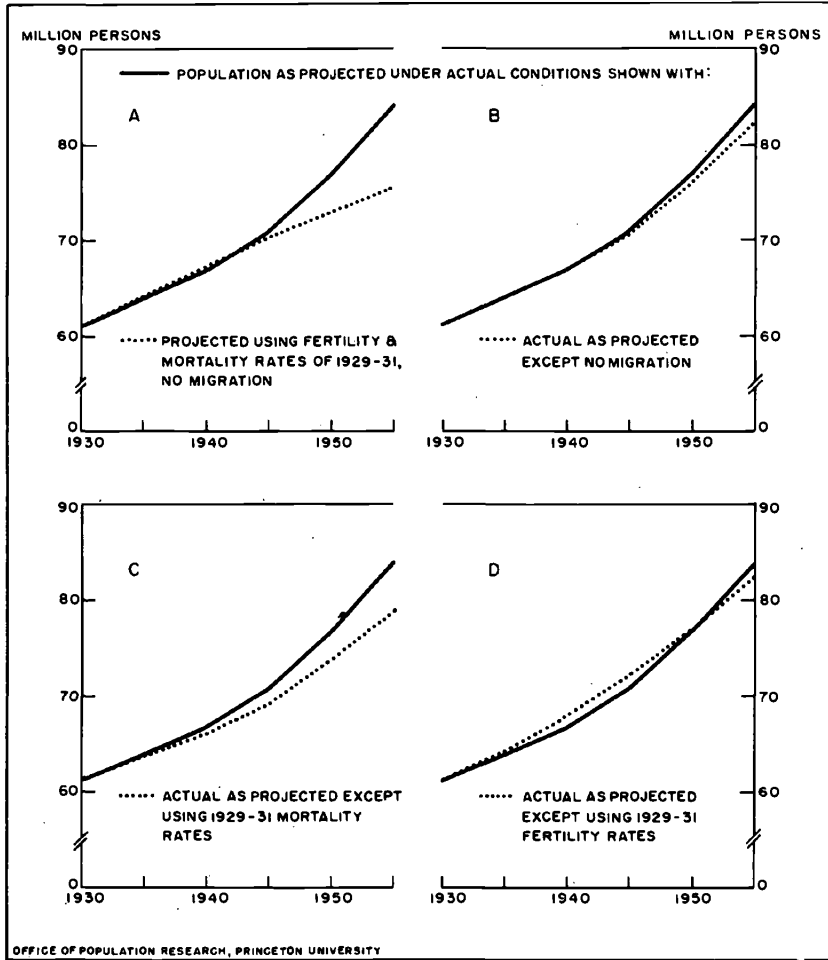 MILLION PERSONS
MILLION PERSONS
90
90
POPULATION AS PROJECTED UNDER ACTUAL CONDITIONS SHOWN WITH:
A
B
80
80
70
70
60
60
PROJECTED USING FERTILITY &
MORTALITY RATES OF 1929-31,
NO MIGRATION
ACTUAL AS PROJECTED
EXCEPT NO MIGRATION
0
0
1930
1940
1950
1930
1940
1950
90
90
C
D
80
80
70
70
60
60
ACTUAL AS PROJECTED EXCEPT
USING 1929-31 MORTALITY
RATES
ACTUAL AS PROJECTED
EXCEPT USING 1929-31
FERTILITY RATES
0
0
1930
1940
1950
1930
1940
1950
OFFICE OF POPULATION RESEARCH, PRINCETON UNIVERSITY